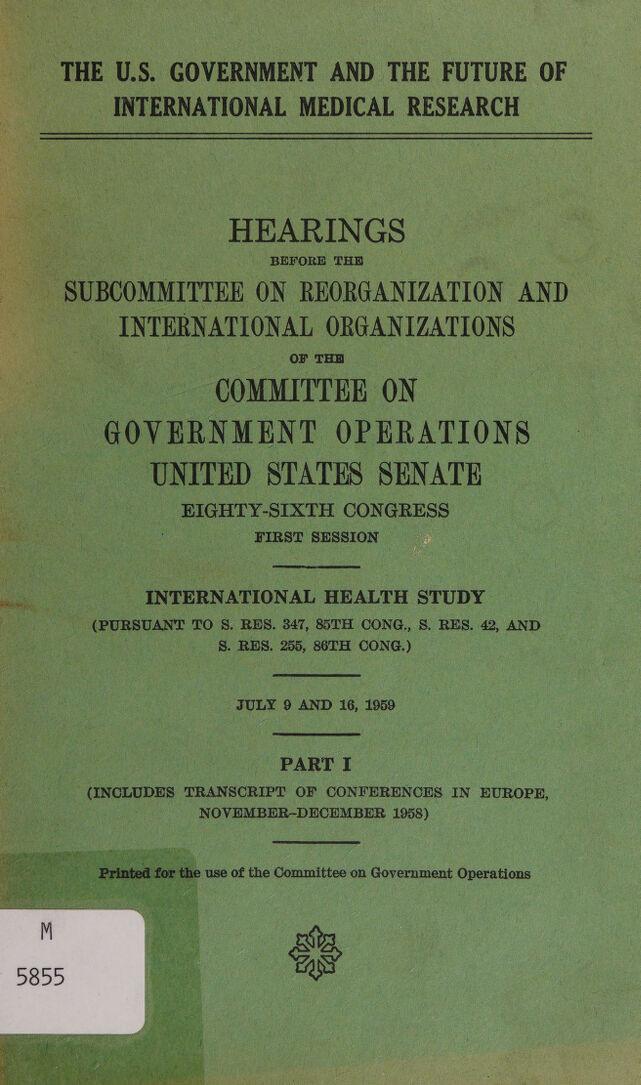 THE U.S. GOVERNMENT AND THE FUTURE OF
INTERNATIONAL MEDICAL RESEARCH
HEARINGS
BEFORE THE
SUBCOMMITTEE ON REORGANIZATION AND
INTERNATIONAL ORGANIZATIONS
OF THE
COMMITTEE ON
GOVERNMENT OPERATIONS
UNITED STATES SENATE
EIGHTY-SIXTH CONGRESS
FIRST SESSION
INTERNATIONAL HEALTH STUDY
(PURSUANT TO S. RES. 347, 85TH CONG., S. RES. 42, AND
S. RES. 255, 86TH CONG.)
JULY 9 AND 16, 1959
PART I
(INCLUDES TRANSCRIPT OF CONFERENCES IN EUROPE,
NOVEMBER–DECEMBER 1958)
Printed for the use of the Committee on Government Operations
M
5855